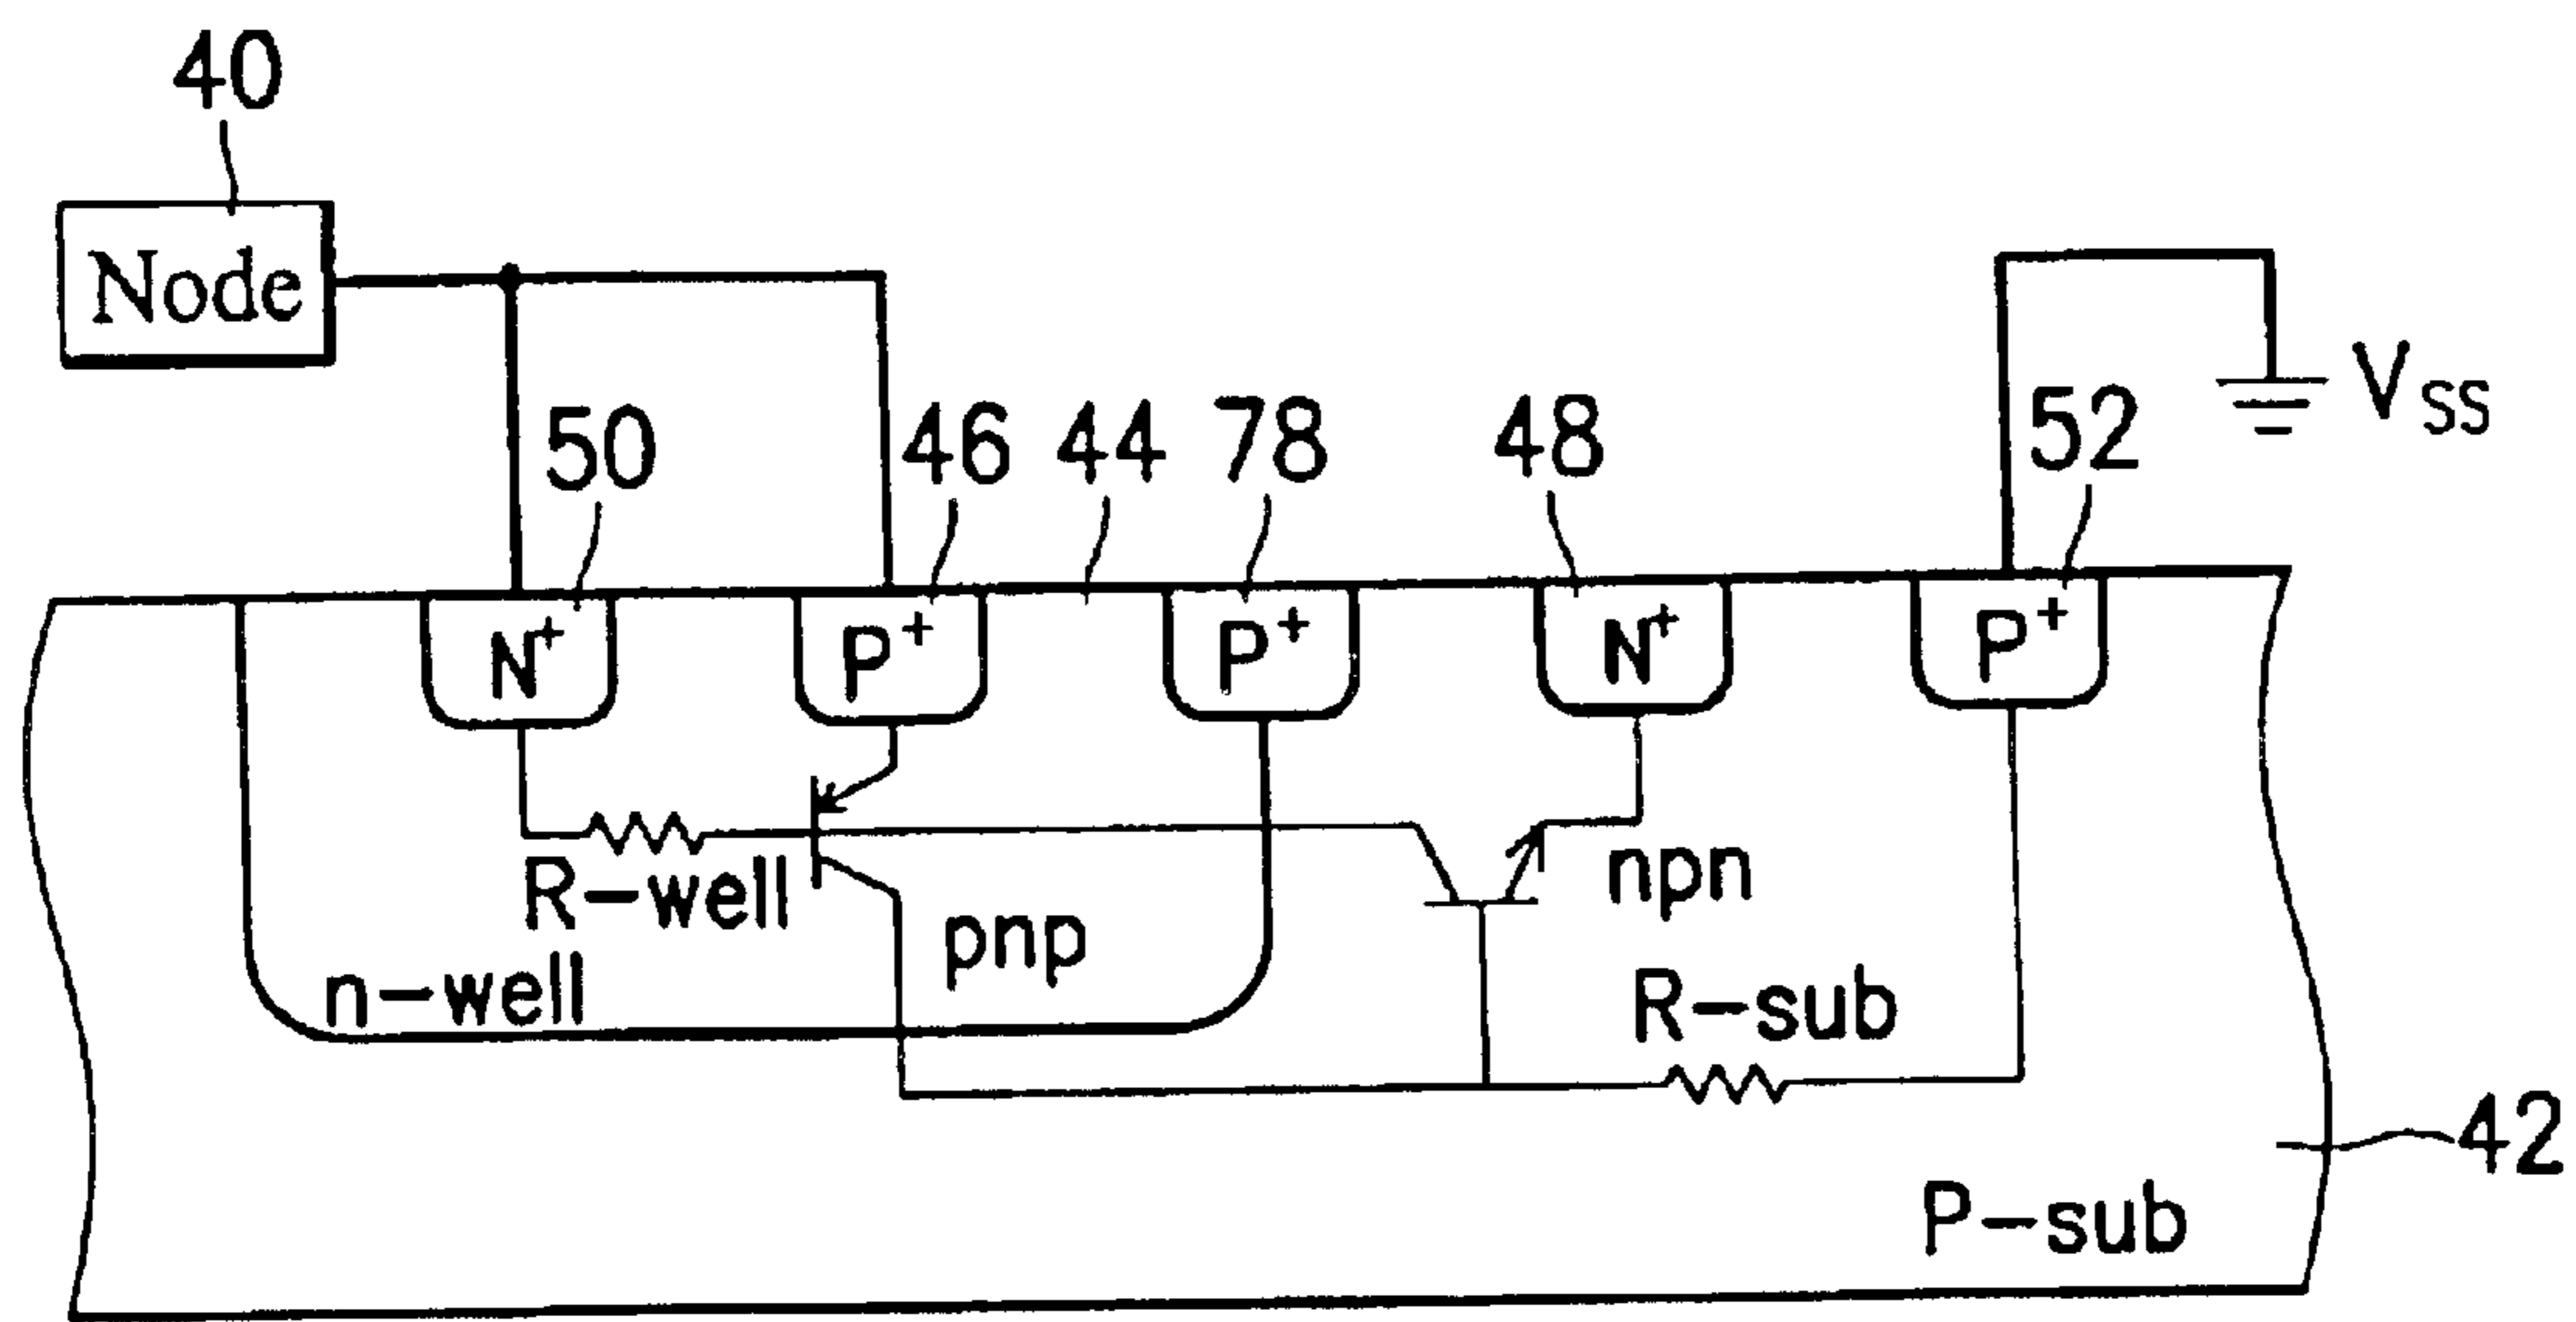 40
Node
50
46
44
78
48
52
VSS
N+
P+
P+
N+
P+
R-well
pnp
npn
n-well
R-sub
42
P-sub